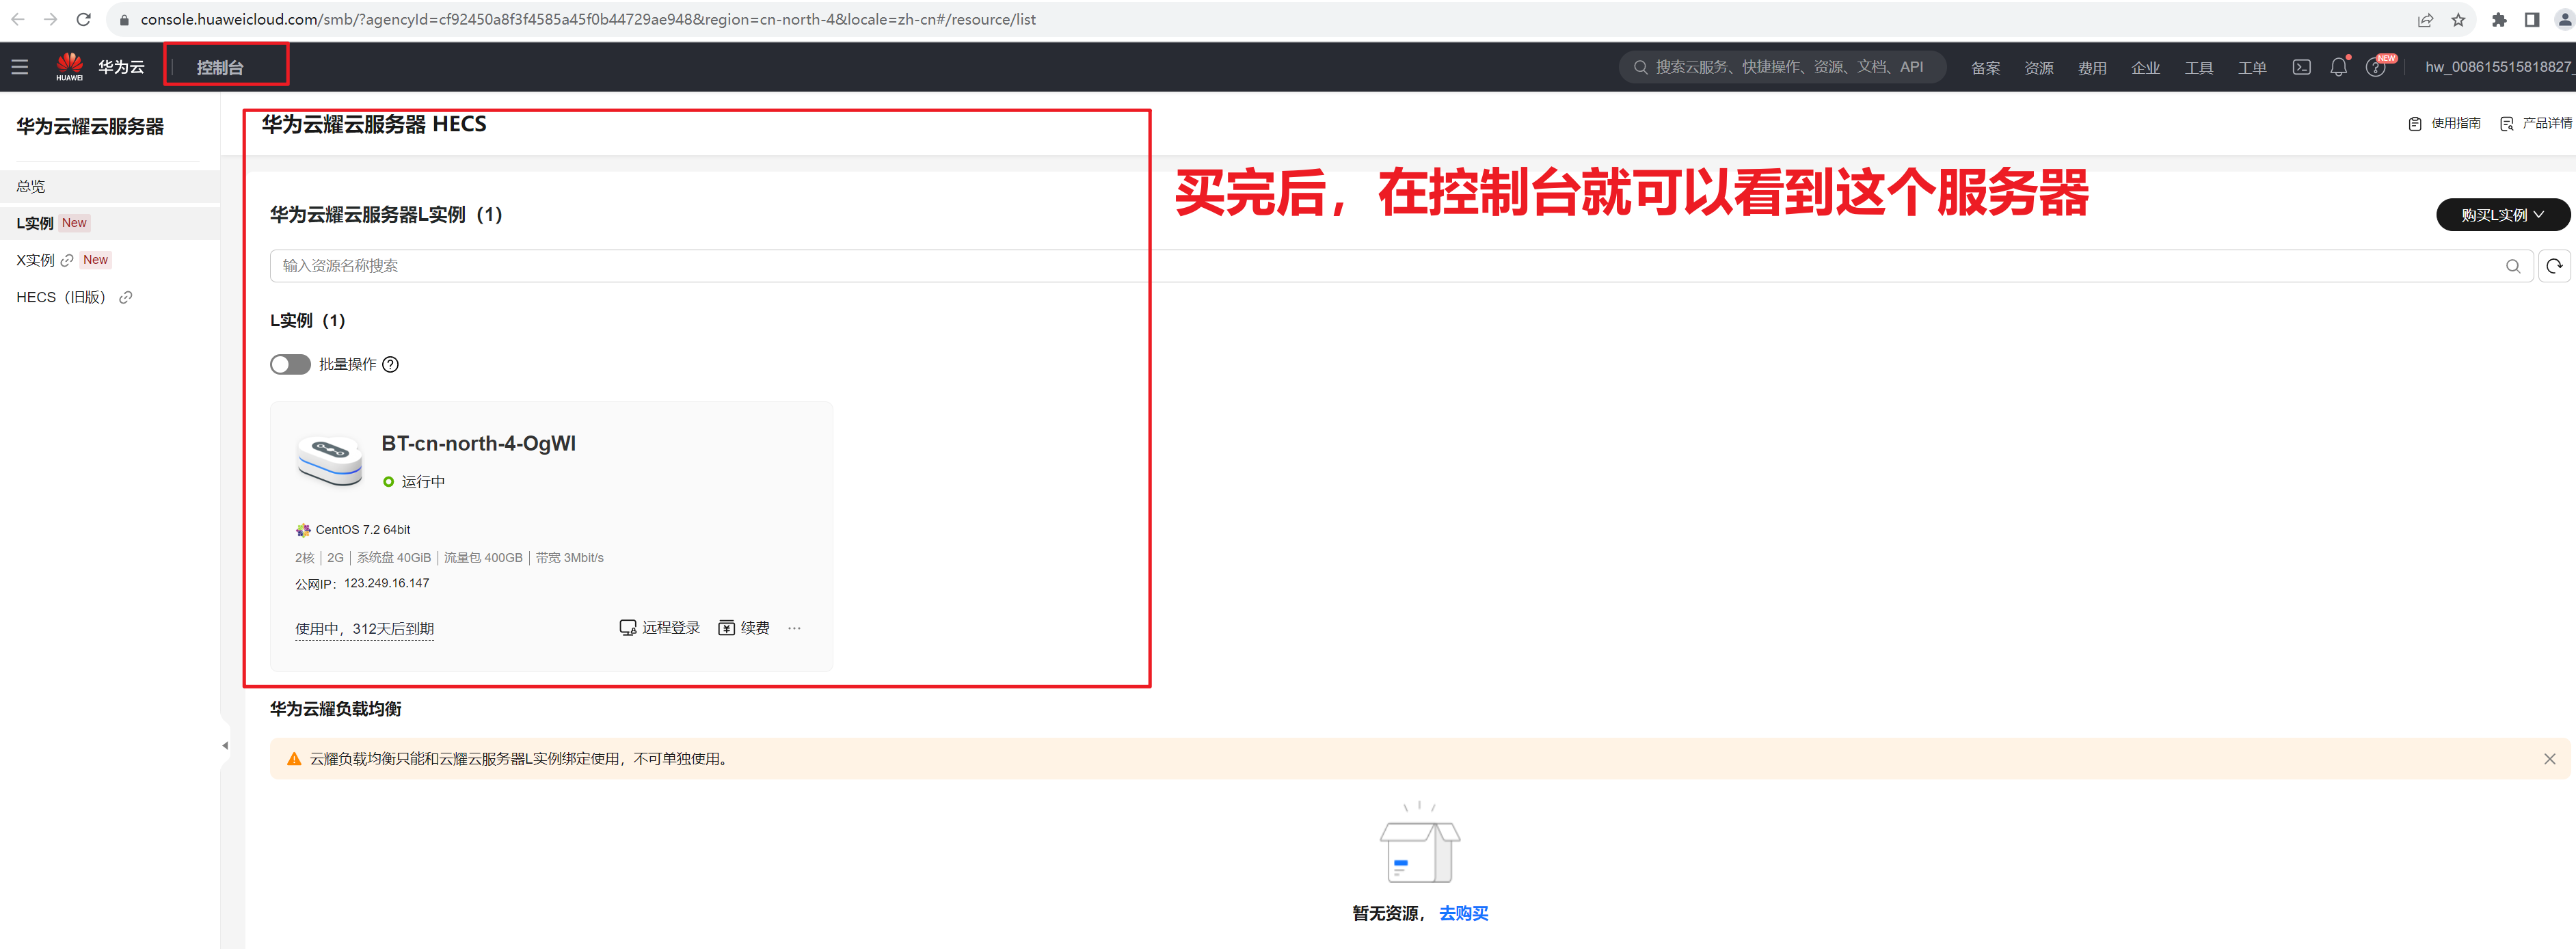 console.huaweicloud.com/smb/?agencyId=cf92450a8f3f4585a45f0b44729ae948&region=cn-north-4&locale=zh-cn#/resource/list
HUAWEI 华为云 | 控制台 搜索云服务、快捷操作、资源、文档、API 备案 资源 费用 企业 工具 工单 NEW hw_008615515818827_
华为云耀云服务器
华为云耀云服务器 HECS
使用指南 产品详情
总览
L实例 New
X实例 New
HECS（旧版）
买完后，在控制台就可以看到这个服务器
华为云耀云服务器L实例（1）
购买L实例
输入资源名称搜索
L实例（1）
批量操作
BT-cn-north-4-OgWI
运行中
CentOS 7.2 64bit
2核 | 2G | 系统盘 40GiB | 流量包 400GB | 带宽 3Mbit/s
公网IP：123.249.16.147
使用中，312天后到期 远程登录 续费 ...
华为云耀负载均衡
云耀负载均衡只能和云耀云服务器L实例绑定使用，不可单独使用。
暂无资源，去购买